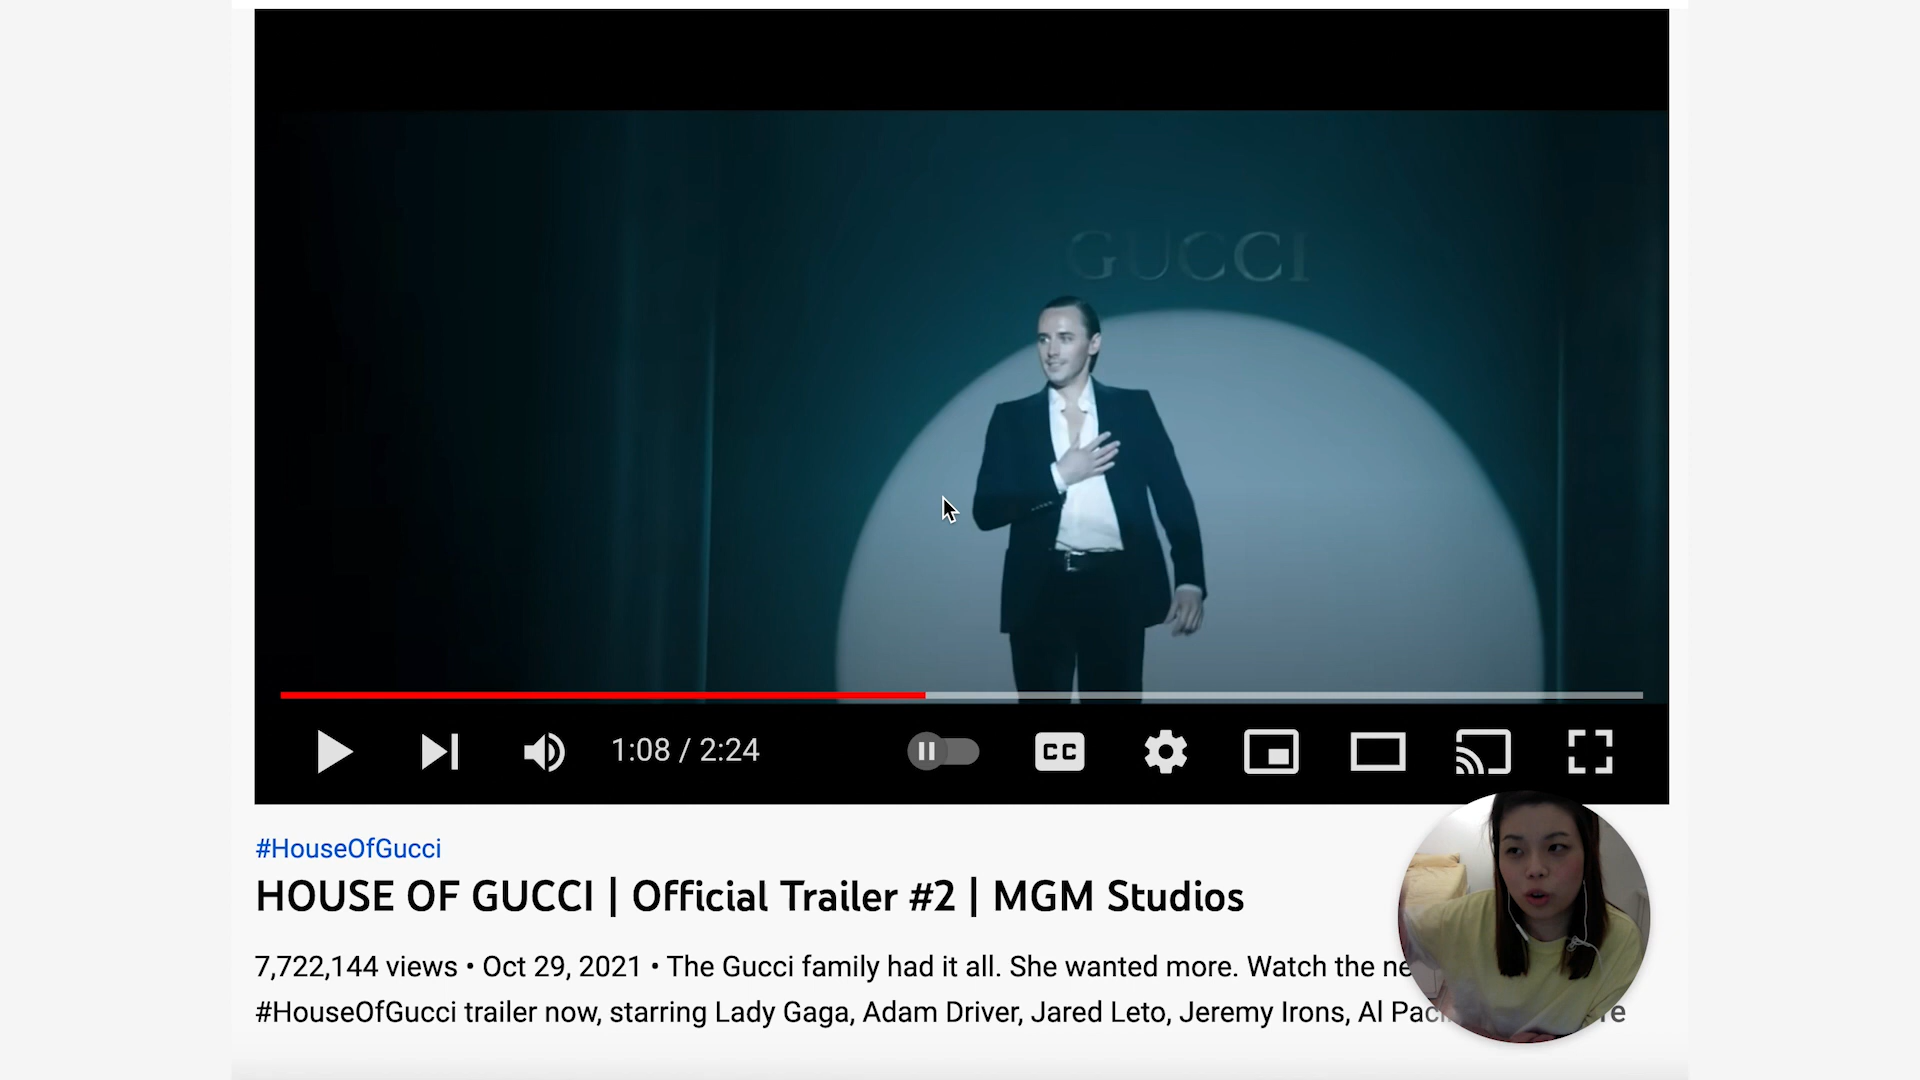 GUCCI
1:08 / 2:24
CC
#HouseOfGucci
HOUSE OF GUCCI | Official Trailer #2 | MGM Studios
7,722,144 views • Oct 29, 2021 • The Gucci family had it all. She wanted more. Watch the
#HouseOfGucci trailer now, starring Lady Gaga, Adam Driver, Jared Leto, Jeremy Irons, Al